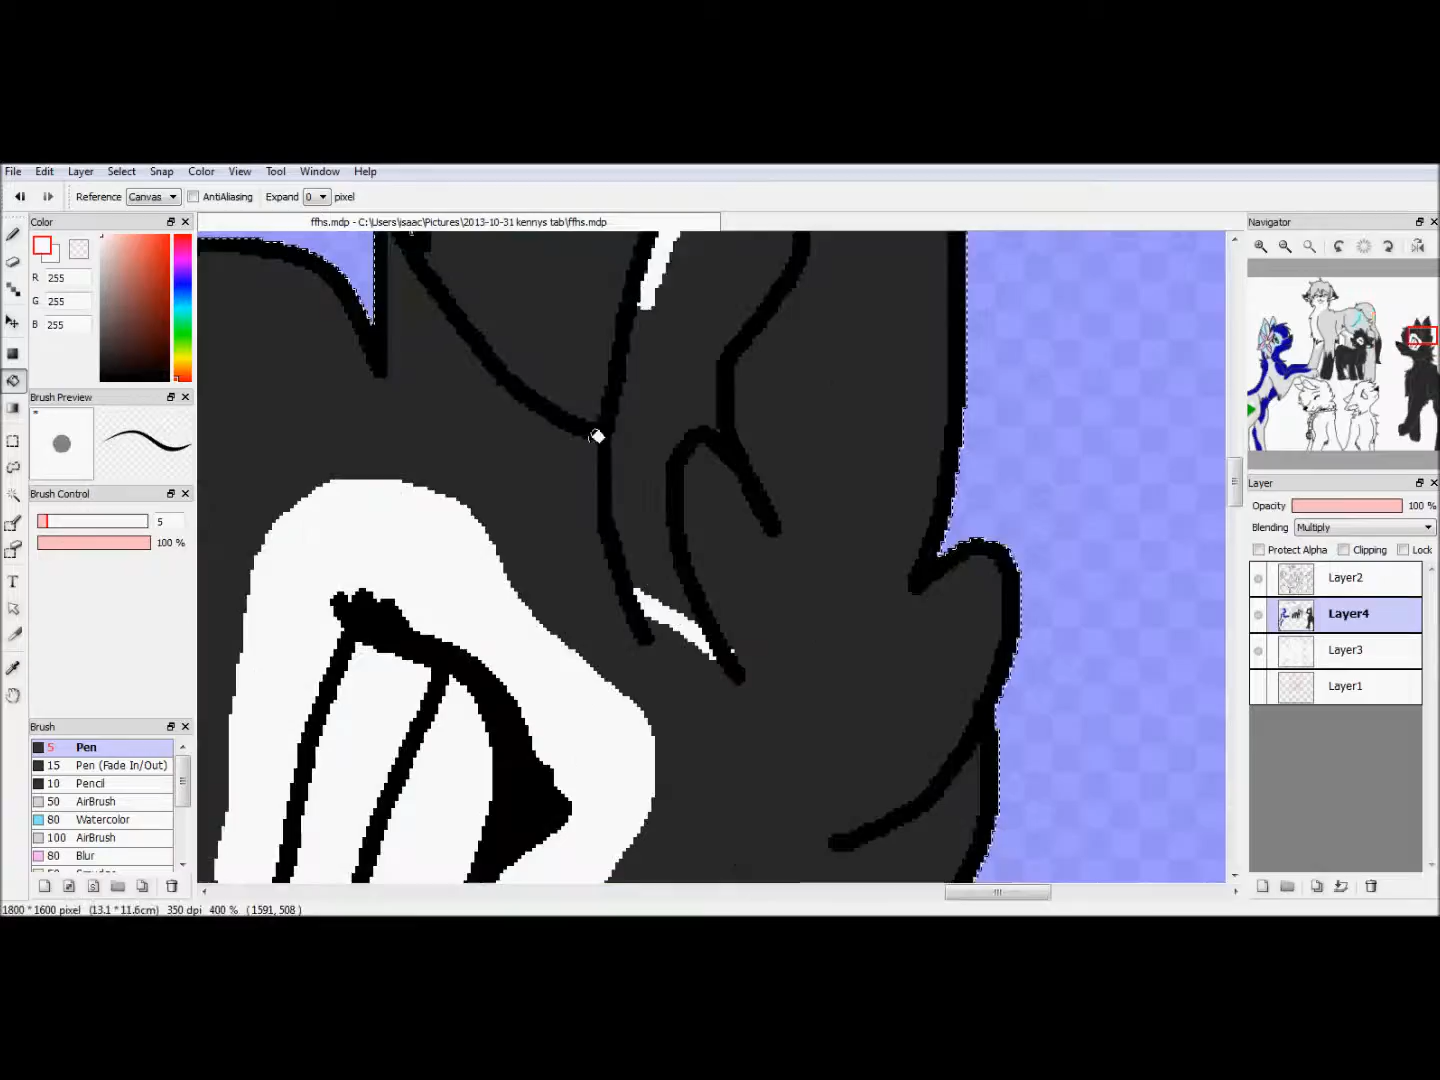 File Edit Layer Select Snap Color View Tool Window Help
Reference Canvas AntiAliasing Expand 0 pixel
Color
ffhs.mdp - C:\Users\isaac\Pictures\2013-10-31 kennys tab\ffhs.mdp
Navigator
R 255
G 255
B 255
Brush Preview
Brush Control
5
100 %
T
Brush
5 Pen
15 Pen (Fade In/Out)
10 Pencil
50 AirBrush
80 Watercolor
100 AirBrush
80 Blur
Layer
Opacity 100 %
Blending Multiply
Protect Alpha Clipping Lock
Layer2
Layer4
Layer3
Layer1
1800 * 1600 pixel (13.1 * 11.6cm) 350 dpi 400 % ( 1591, 508 )